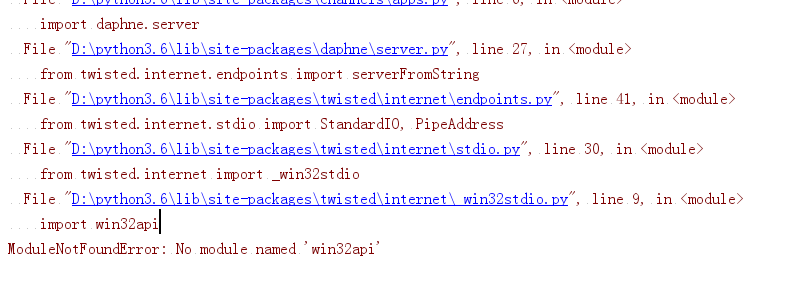 File "D:\python3.6\lib\site-packages\channels\apps.py", line 6, in <module>
import daphne.server
File "D:\python3.6\lib\site-packages\daphne\server.py", line 27, in <module>
from twisted.internet.endpoints import serverFromString
File "D:\python3.6\lib\site-packages\twisted\internet\endpoints.py", line 41, in <module>
from twisted.internet.stdio import StandardIO, PipeAddress
File "D:\python3.6\lib\site-packages\twisted\internet\stdio.py", line 30, in <module>
from twisted.internet import _win32stdio
File "D:\python3.6\lib\site-packages\twisted\internet\_win32stdio.py", line 9, in <module>
import win32api
ModuleNotFoundError: No module named 'win32api'